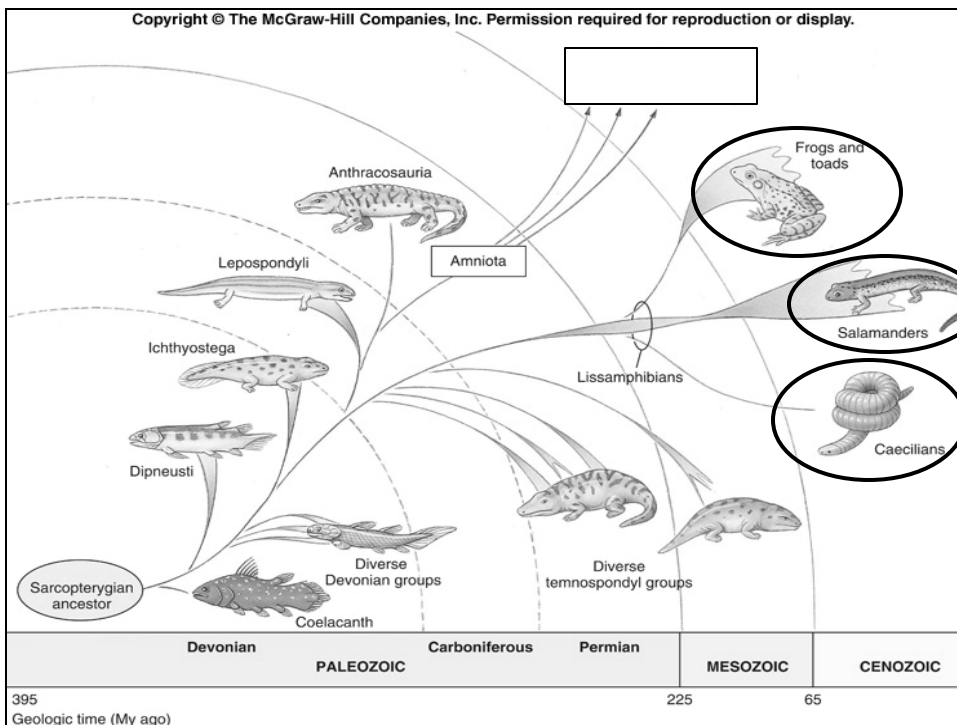 Copyright © The McGraw-Hill Companies, Inc. Permission required for reproduction or display.
Frogs and
toads
Anthracosauria
Amniota
Lepospondyli
Salamanders
Ichthyostega
Lissamphibians
Caecilians
Dipneusti
Diverse
Devonian groups
Diverse
temnospondyl groups
Sarcopterygian
ancestor
Coelacanth
Devonian
Carboniferous
Permian
PALEOZOIC
MESOZOIC
CENOZOIC
395
225
65
Geologic time (My ago)